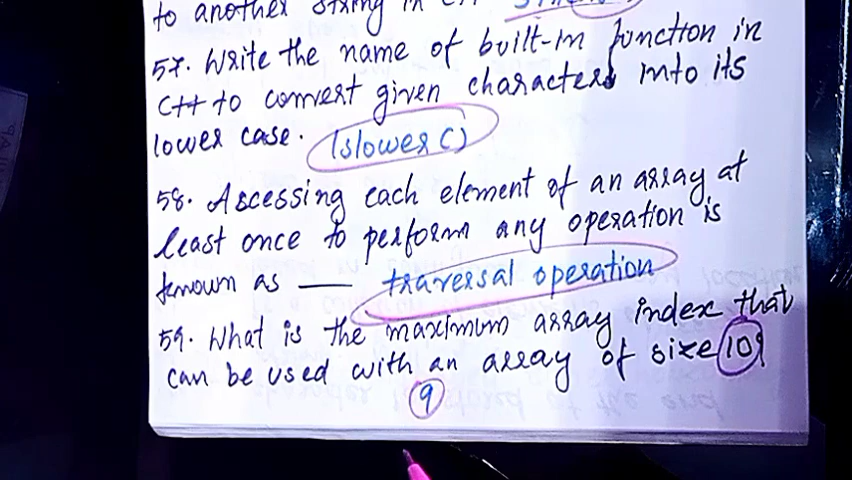 to another string in C++
57. Write the name of built-in function in
C++ to convert given characters into its
lower case. Islower()
58. Accessing each element of an array at
least once to perform any operation is
known as ___ traversal operation
59. What is the maximum array index that
can be used with an array of size 10?
9